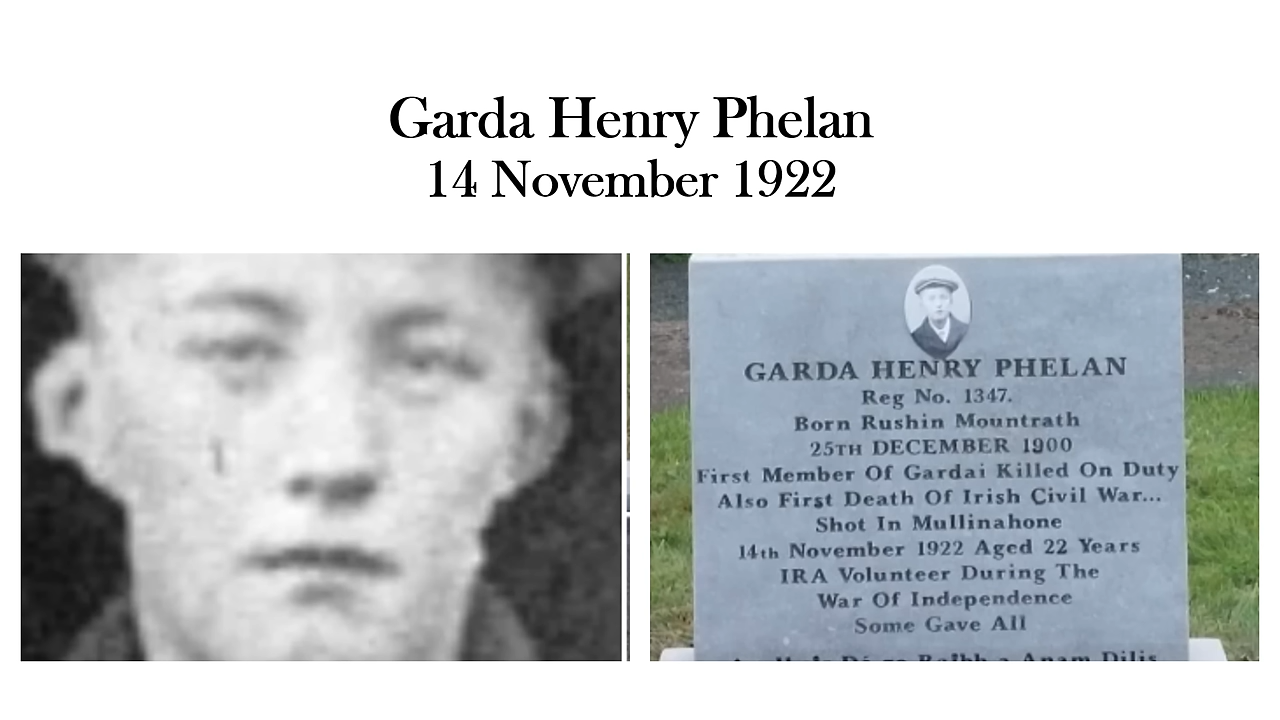 Garda Henry Phelan
14 November 1922
GARDA HENRY PHELAN
Reg No. 1347.
Born Rushin Mountrath
25TH DECEMBER 1900
First Member Of Gardai Killed On Duty
Also First Death Of Irish Civil War...
Shot In Mullinahone
14th November 1922 Aged 22 Years
IRA Volunteer During The
War Of Independence
Some Gave All
a Anam Dilis